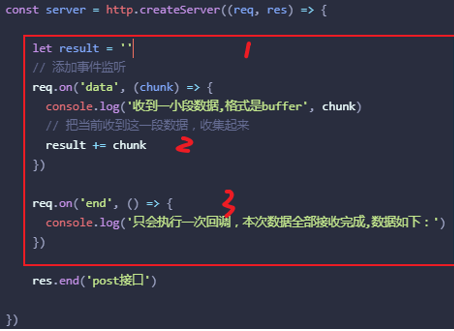 const server = http.createServer((req, res) => {
let result = '' 1
// 添加事件监听
req.on('data', (chunk) => {
console.log('收到一小段数据,格式是buffer', chunk)
// 把当前收到这一段数据，收集起来
result += chunk 2
})
req.on('end', () => { 3
console.log('只会执行一次回调，本次数据全部接收完成,数据如下：')
})
res.end('post接口')
})